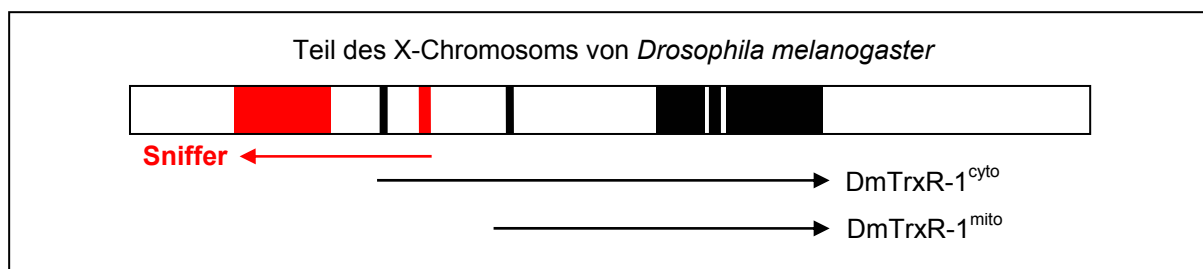 Teil des X-Chromosoms von Drosophila melanogaster
Sniffer
DmTrxR-1cyto
DmTrxR-1mito